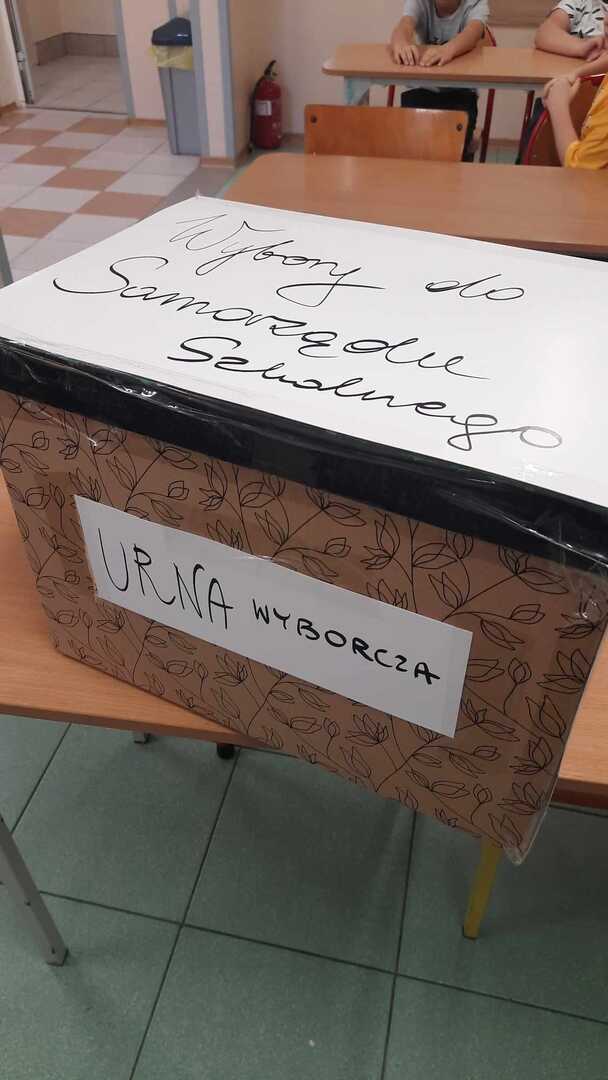 Wybory do
Samorządu
Szkolnego
URNA WYBORCZA